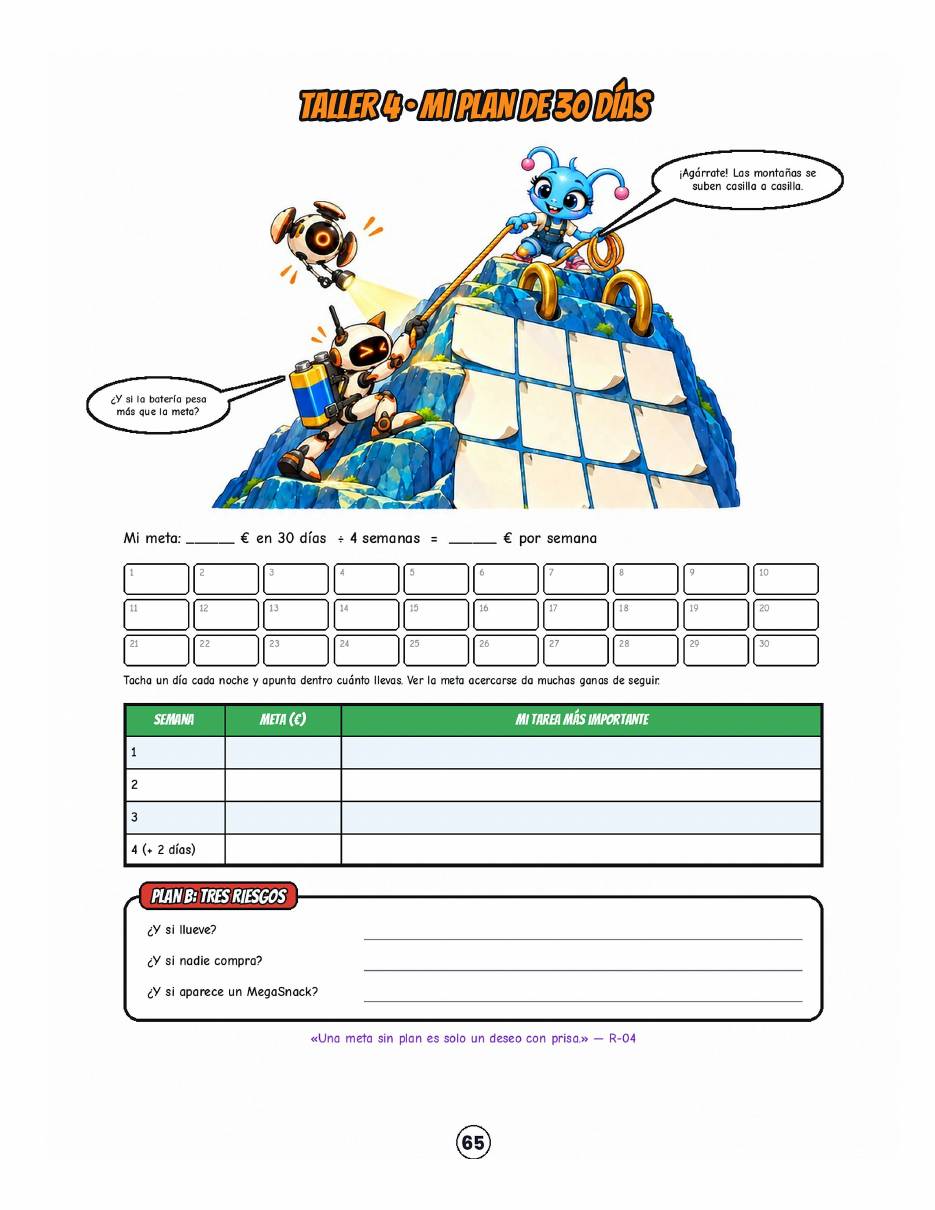 TALLER 4 • MI PLAN DE 30 DÍAS
¡Agárrate! Las montañas se
suben casilla a casilla.
¿Y si la batería pesa
más que la meta?
Mi meta: ______ € en 30 días ÷ 4 semanas = ______ € por semana
1 2 3 4 5 6 7 8 9 10
11 12 13 14 15 16 17 18 19 20
21 22 23 24 25 26 27 28 29 30
Tacha un día cada noche y apunta dentro cuánto llevas. Ver la meta acercarse da muchas ganas de seguir.
SEMANA META (€) MI TAREA MÁS IMPORTANTE
1
2
3
4 (+ 2 días)
PLAN B: TRES RIESGOS
¿Y si llueve?
¿Y si nadie compra?
¿Y si aparece un MegaSnack?
«Una meta sin plan es solo un deseo con prisa.» — R-04
65